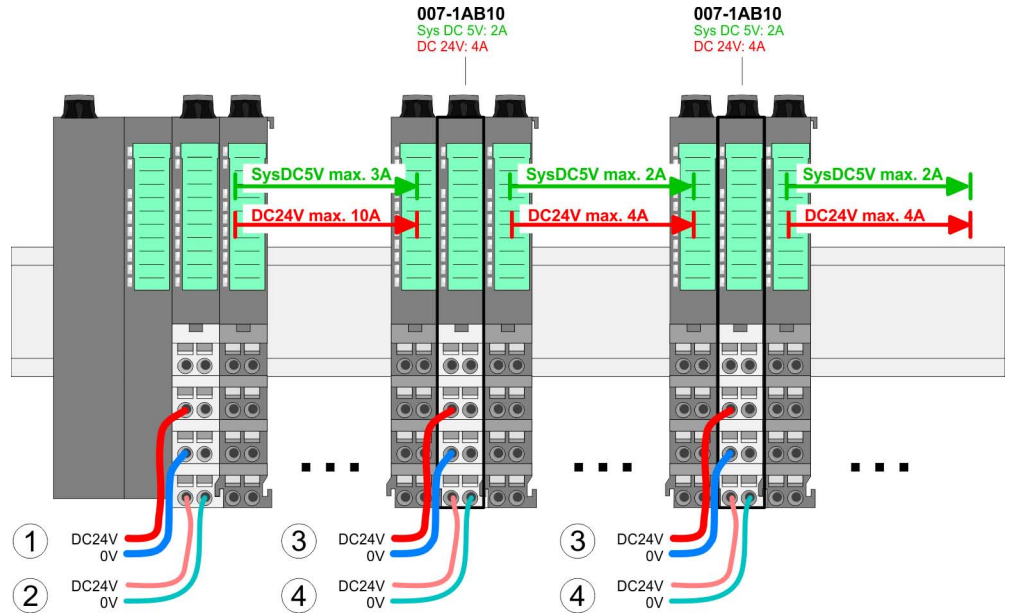 007-1AB10
Sys DC 5V: 2A
DC 24V: 4A
007-1AB10
Sys DC 5V: 2A
DC 24V: 4A
SysDC5V max. 3A
SysDC5V max. 2A
SysDC5V max. 2A
DC24V max. 10A
DC24V max. 4A
DC24V max. 4A
1 DC24V
0V
2 DC24V
0V
3 DC24V
0V
4 DC24V
0V
3 DC24V
0V
4 DC24V
0V